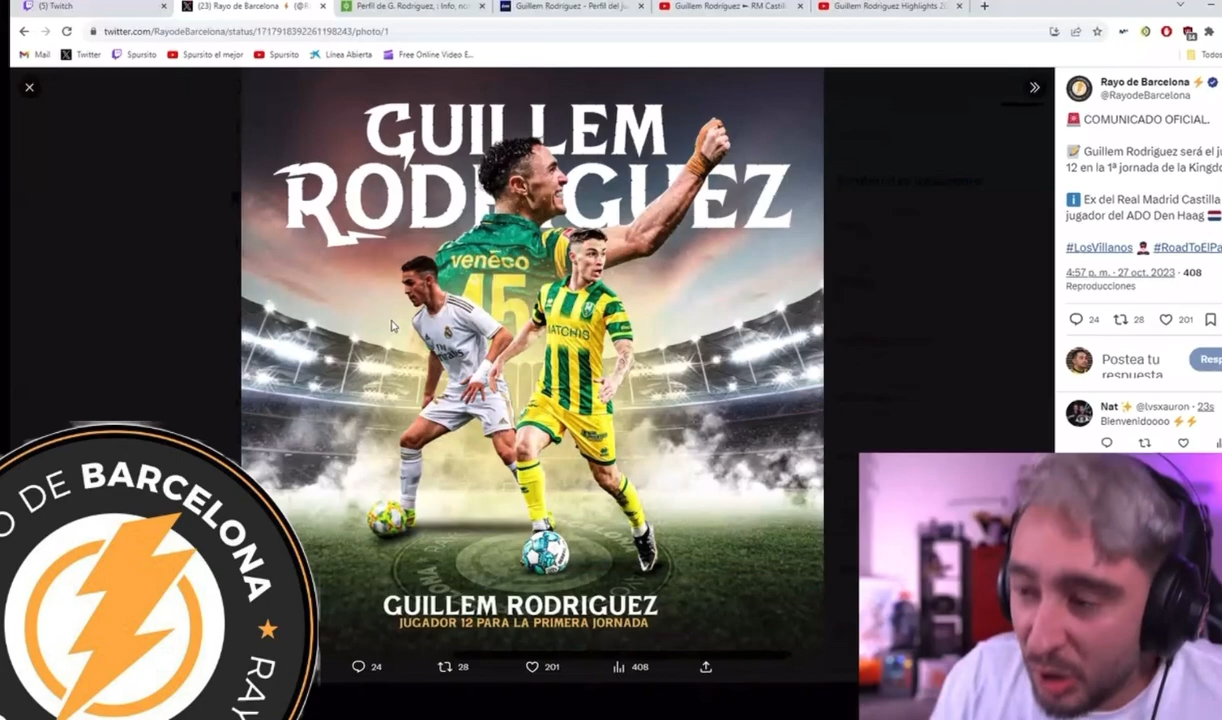 (5) Twitch
(23) Rayo de Barcelona
Perfil de G. Rodriguez, : Info,
Guillem Rodríguez - Perfil del
Guillem Rodríguez ► RM Castill
Guillem Rodríguez Highlights
twitter.com/RayodeBarcelona/status/1717918392261198243/photo/1
Mail
Twitter
Spursito
Spursito el mejor
Spursito
Línea Abierta
Free Online Video E...
Todos
GUILLEM
RODRIGUEZ
venêco
45
HATCHIS
GUILLEM RODRIGUEZ
JUGADOR 12 PARA LA PRIMERA JORNADA
24
28
201
408
Rayo de Barcelona
@RayodeBarcelona
COMUNICADO OFICIAL.
Guillem Rodriguez será el
12 en la 1ª jornada de la
Ex del Real Madrid Castilla
jugador del ADO Den Haag
#LosVillanos
4:57 p. m. · 27 oct. 2023 · 408
Reproducciones
24
28
201
Postea tu
respuesta
Nat @lvsxauron · 23s
Bienvenidoooo
DE BARCELONA